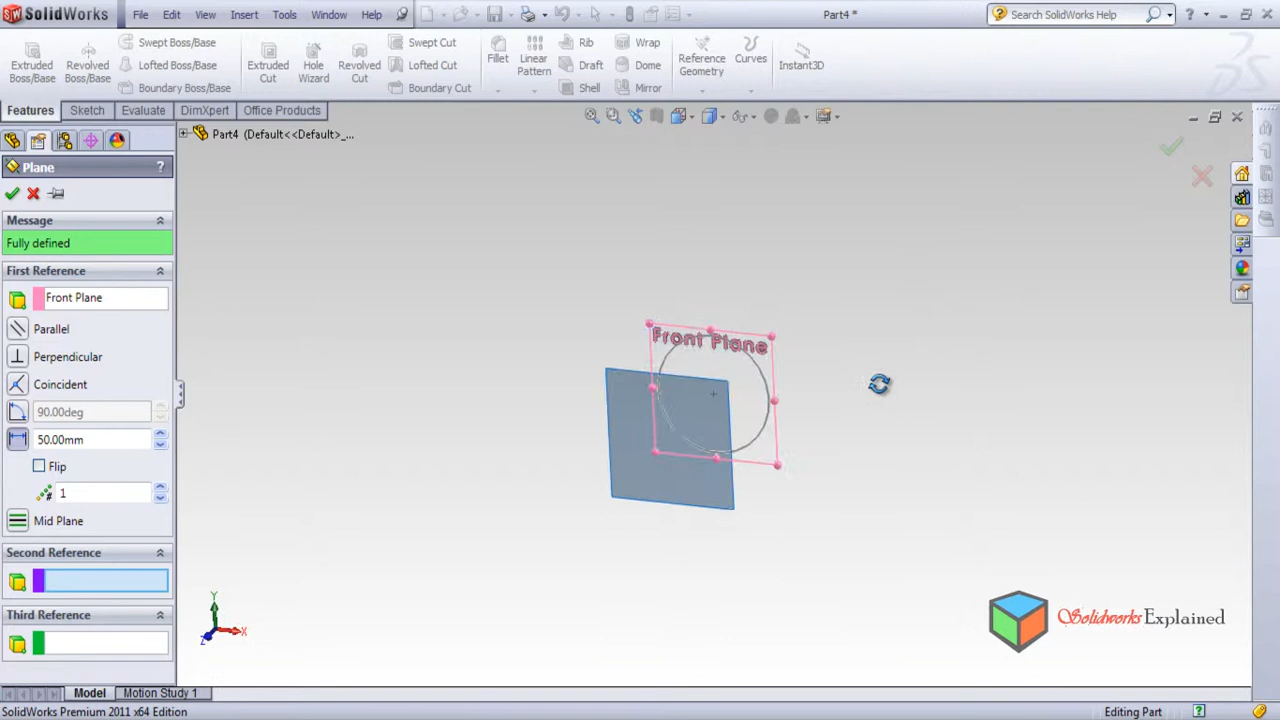 SolidWorks File Edit View Insert Tools Window Help Part4 * Search SolidWorks Help ?
Extruded Boss/Base
Revolved Boss/Base
Swept Boss/Base
Lofted Boss/Base
Boundary Boss/Base
Extruded Cut
Hole Wizard
Revolved Cut
Swept Cut
Lofted Cut
Boundary Cut
Fillet
Linear Pattern
Rib
Draft
Shell
Wrap
Dome
Mirror
Reference Geometry
Curves
Instant3D
Features Sketch Evaluate DimXpert Office Products
Part4 (Default<<Default>_...
Plane ?
Message
Fully defined
First Reference
Front Plane
Parallel
Perpendicular
Coincident
90.00deg
50.00mm
Flip
1
Mid Plane
Second Reference
Third Reference
Front Plane
Y
X
Z
Solidworks Explained
Model Motion Study 1
SolidWorks Premium 2011 x64 Edition Editing Part ?